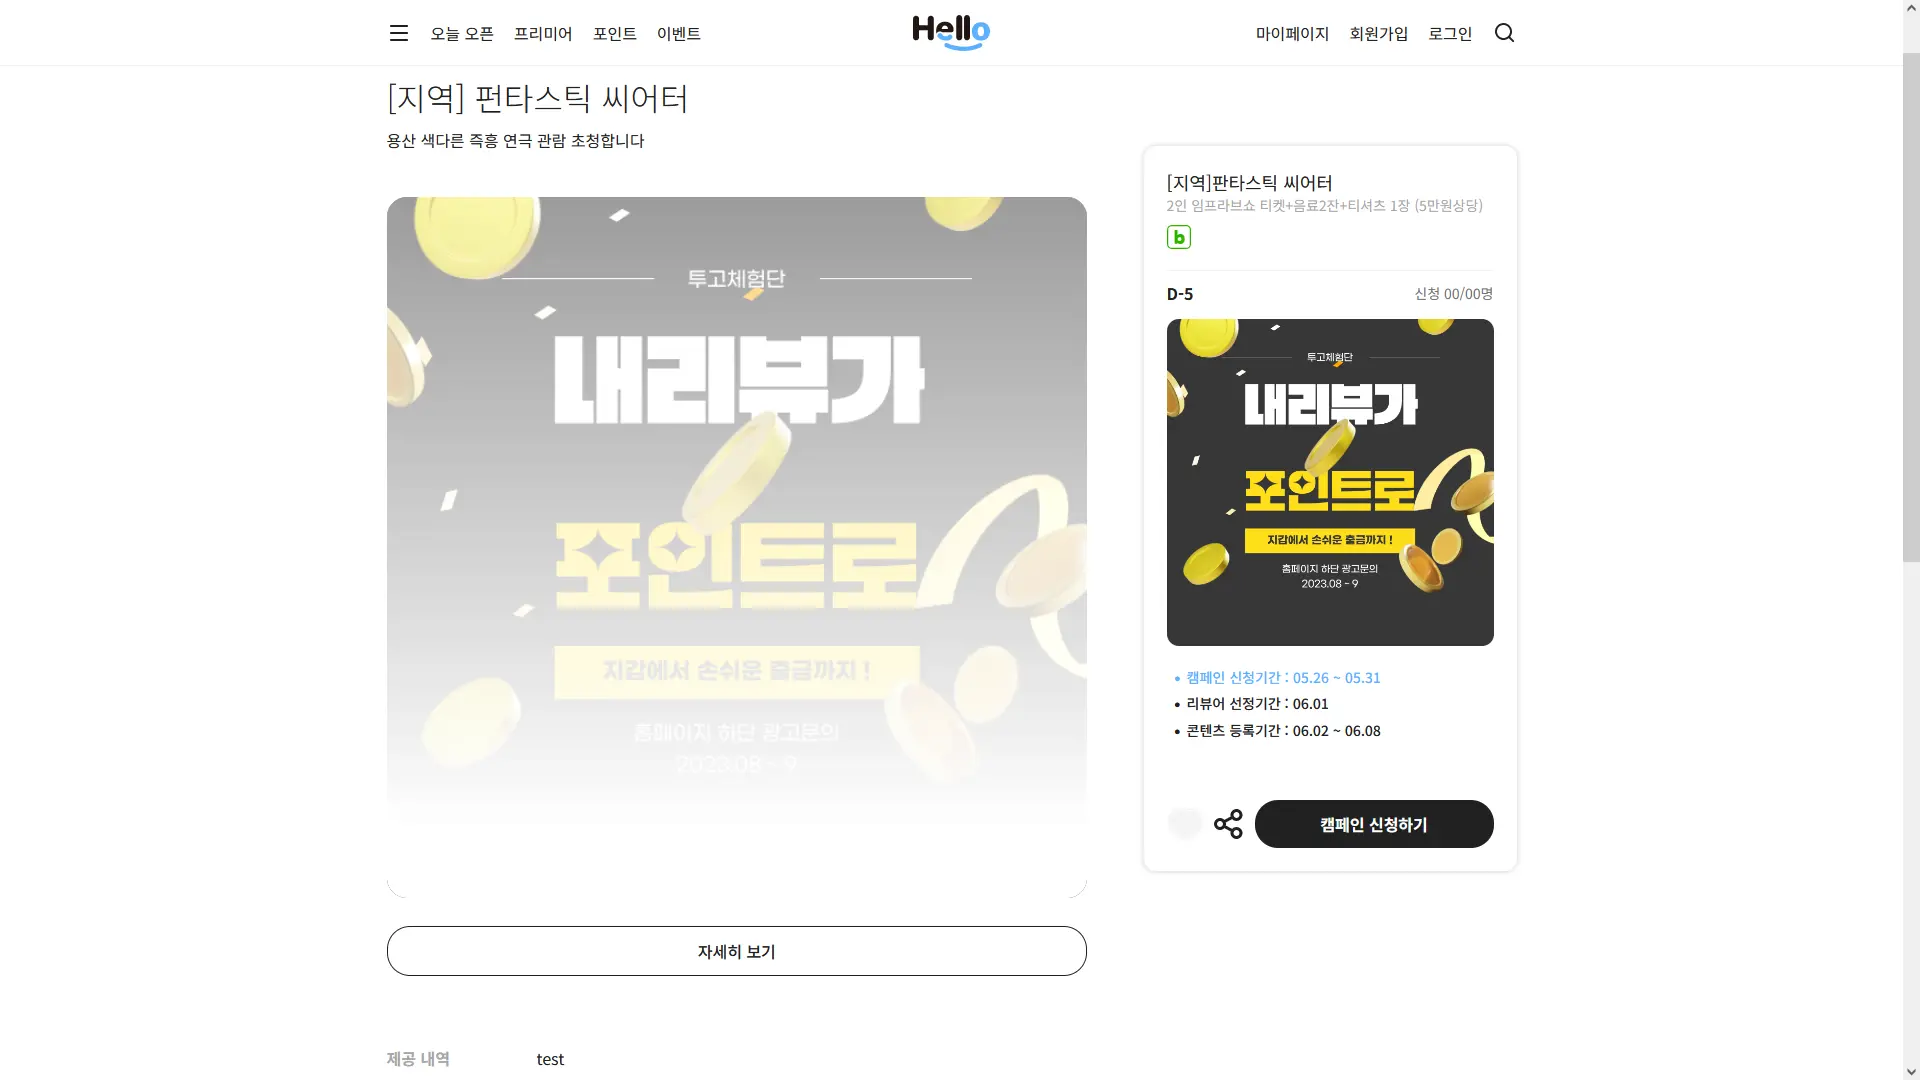 오늘 오픈 프리미어 포인트 이벤트
Hello
마이페이지 회원가입 로그인
[지역] 펀타스틱 씨어터
용산 색다른 즉흥 연극 관람 초청합니다
투고체험단
내리뷰가
포인트로
지갑에서 손쉬운 출금까지 !
홈페이지 하단 광고문의
2023.08 - 9
자세히 보기
제공 내역 test
[지역]판타스틱 씨어터
2인 임프라브쇼 티켓+음료2잔+티셔츠 1장 (5만원상당)
b
D-5 신청 00/00명
투고체험단
내리뷰가
포인트로
지갑에서 손쉬운 출금까지 !
홈페이지 하단 광고문의
2023.08 - 9
• 캠페인 신청기간 : 05.26 ~ 05.31
• 리뷰어 선정기간 : 06.01
• 콘텐츠 등록기간 : 06.02 ~ 06.08
캠페인 신청하기